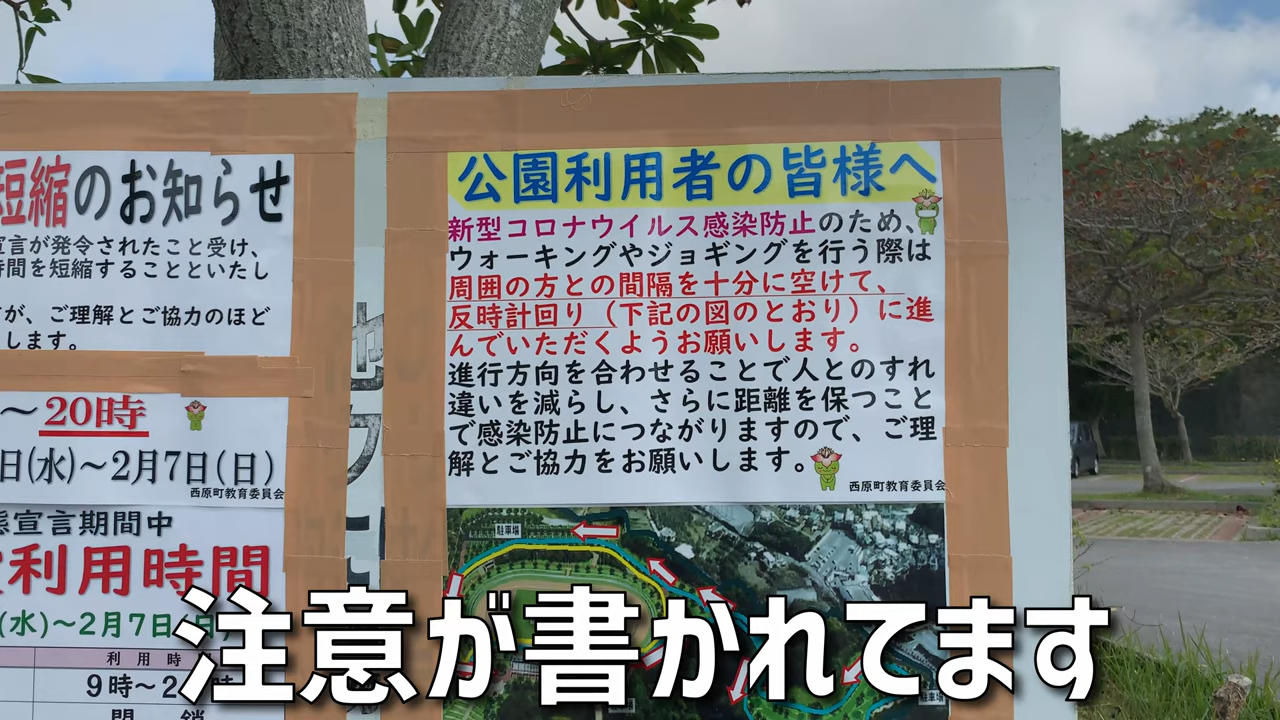 短縮のお知らせ
宣言が発令されたこと受け、
時間を短縮することといたし
が、ご理解とご協力のほど
します。
～20時
日(水)～2月7日(日)
西原町教育委員会
態宣言期間中
利用時間
(水)～2月7日(日)
利用時
9時～2
閉鎖
公園利用者の皆様へ
新型コロナウイルス感染防止のため、
ウォーキングやジョギングを行う際は
周囲の方との間隔を十分に空けて、
反時計回り（下記の図のとおり）に進
んでいただくようお願いします。
進行方向を合わせることで人とのすれ
違いを減らし、さらに距離を保つこと
で感染防止につながりますので、ご理
解とご協力をお願いします。
西原町教育委員会
駐車場
駐車場
注意が書かれてます